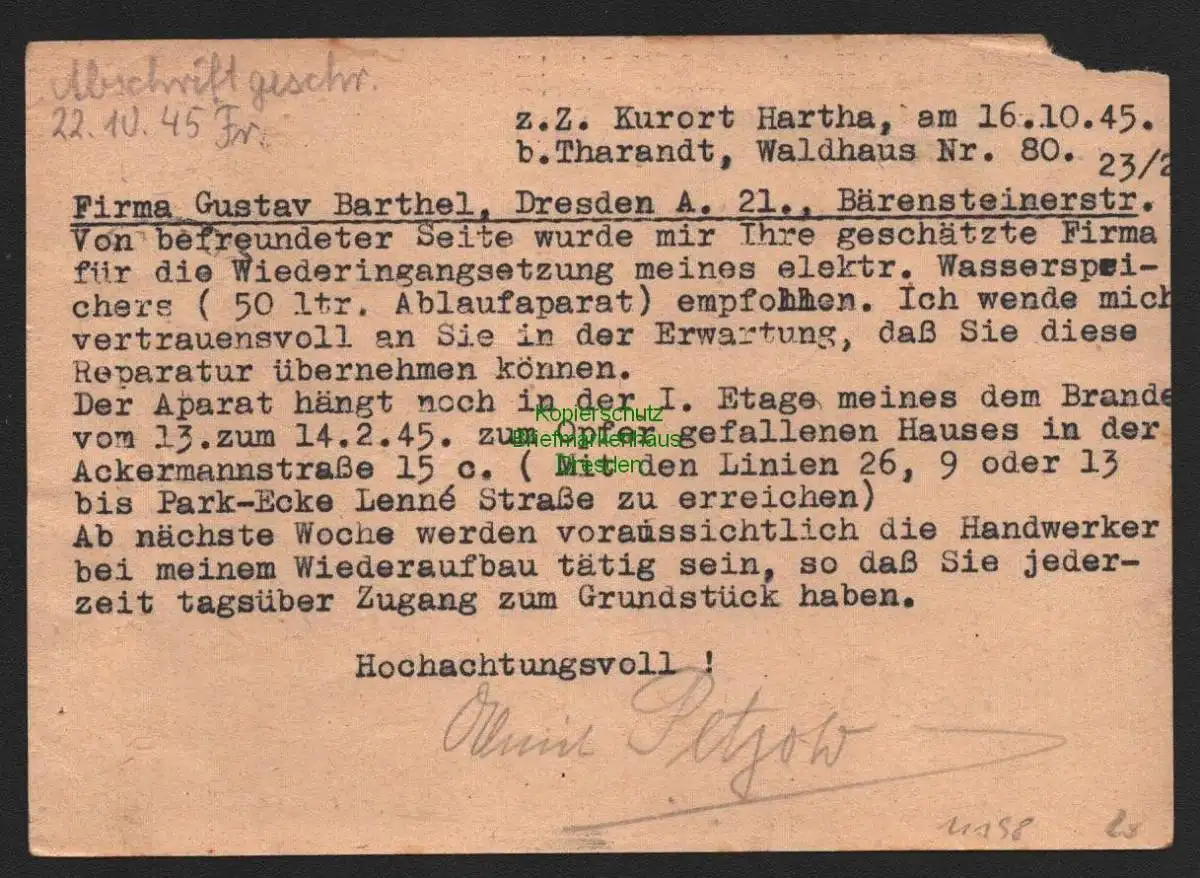 Abschrift geschr.
22.10.45 Fr.
z.Z. Kurort Hartha, am 16.10.45.
b.Tharandt, Waldhaus Nr. 80.
23/2
Firma Gustav Barthel, Dresden A. 21., Bärensteinerstr.
Von befreundeter Seite wurde mir Ihre geschätzte Firma
für die Wiederingangsetzung meines elektr. Wasserspei-
chers ( 50 ltr. Ablaufaparat) empfohhen. Ich wende mich
vertrauensvoll an Sie in der Erwartung, daß Sie diese
Reparatur übernehmen können.
Der Aparat hängt noch in der I. Etage meines dem Brande
vom 13.zum 14.2.45. zum Opfer gefallenen Hauses in der
Ackermannstraße 15 c. ( Mit den Linien 26, 9 oder 13
bis Park-Ecke Lenné Straße zu erreichen)
Ab nächste Woche werden voraussichtlich die Handwerker
bei meinem Wiederaufbau tätig sein, so daß Sie jeder-
zeit tagsüber Zugang zum Grundstück haben.
Hochachtungsvoll !
Petzold
Kopierschutz
Briefmarkenhaus
Dresden